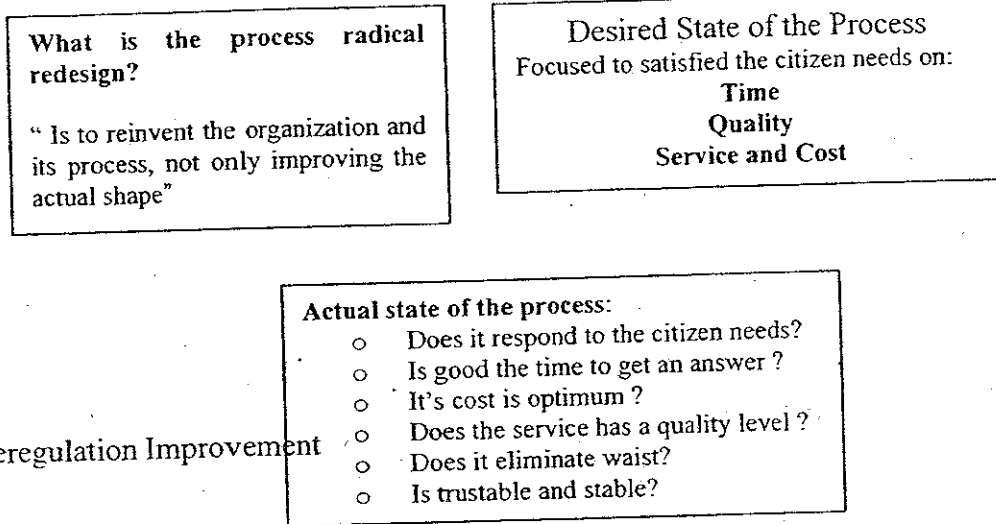 What is the process radical
redesign?
“ Is to reinvent the organization and
its process, not only improving the
actual shape”
Desired State of the Process
Focused to satisfied the citizen needs on:
Time
Quality
Service and Cost
Actual state of the process:
o Does it respond to the citizen needs?
o Is good the time to get an answer ?
o It's cost is optimum ?
o Does the service has a quality level ?
o Does it eliminate waist?
o Is trustable and stable?
eregulation Improvement